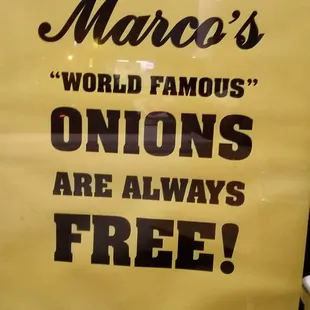 Marco's
"WORLD FAMOUS"
ONIONS
ARE ALWAYS
FREE!